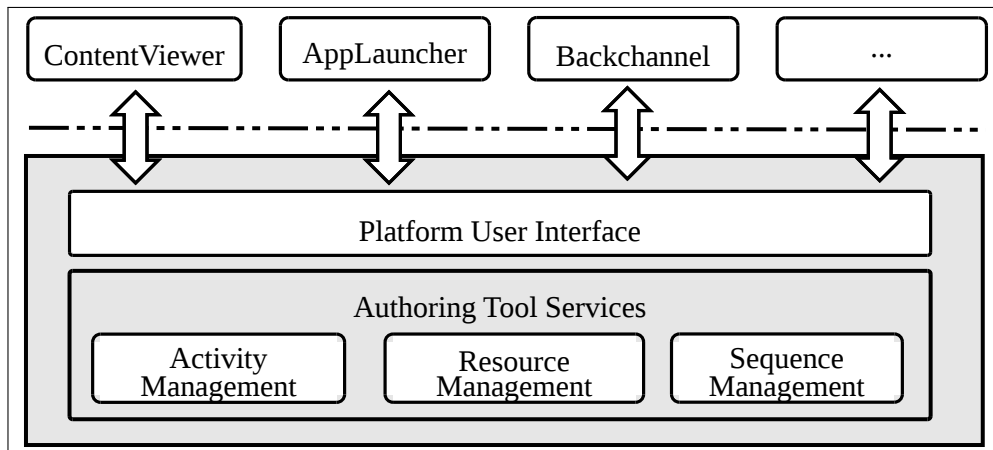 ContentViewer
AppLauncher
Backchannel
...
Platform User Interface
Authoring Tool Services
Activity
Management
Resource
Management
Sequence
Management